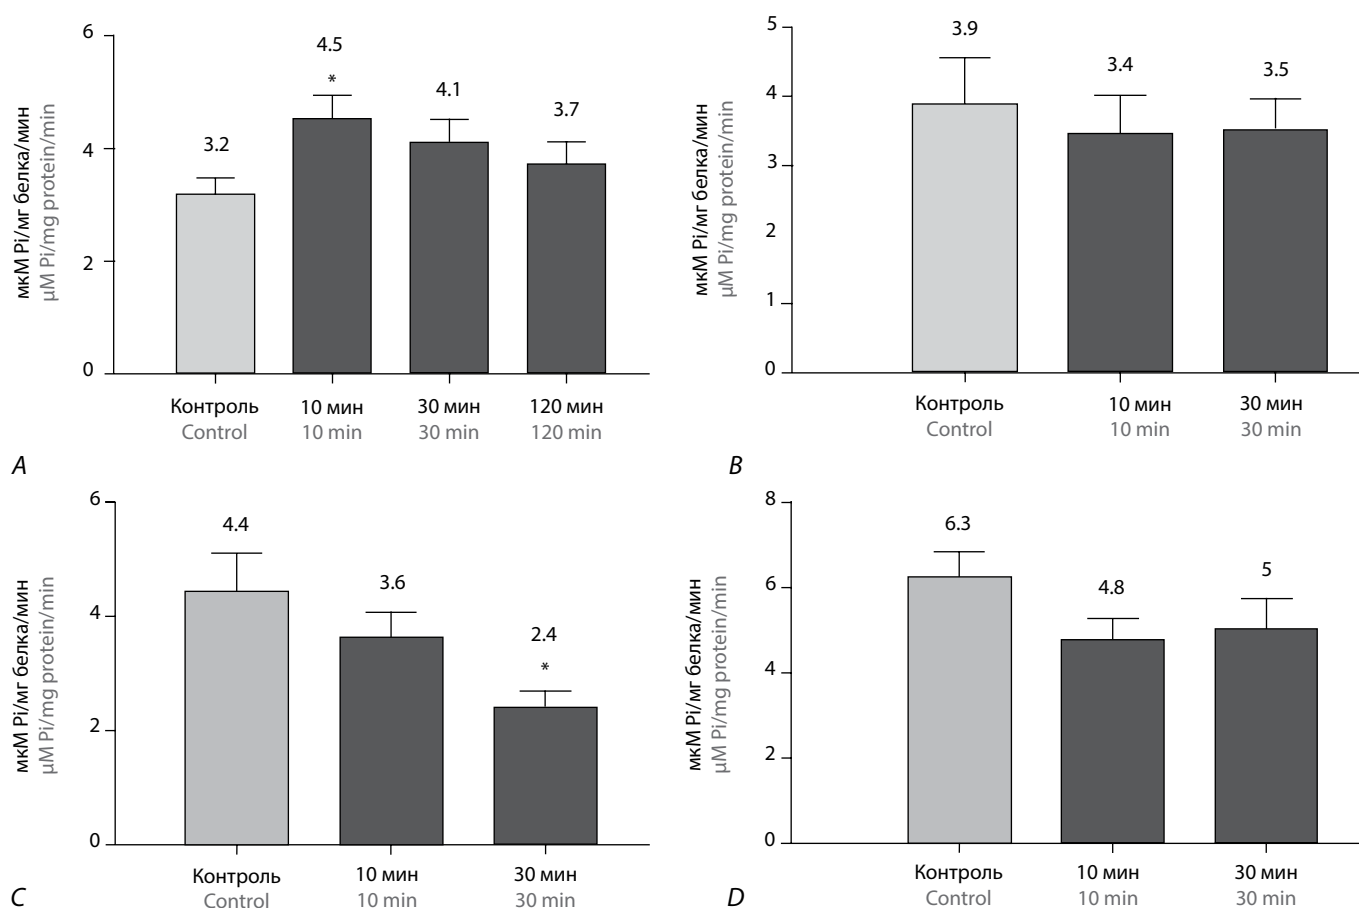 6
4
2
0
мкМ Pi/мг белка/мин
µM Pi/mg protein/min
3.2
4.5
*
4.1
3.7
Контроль 10 мин 30 мин 120 мин
Control 10 min 30 min 120 min
A
5
4
3
2
1
0
мкМ Pi/мг белка/мин
µM Pi/mg protein/min
3.9
3.4
3.5
Контроль 10 мин 30 мин
Control 10 min 30 min
B
6
4
2
0
мкМ Pi/мг белка/мин
µM Pi/mg protein/min
4.4
3.6
2.4
*
Контроль 10 мин 30 мин
Control 10 min 30 min
C
8
6
4
2
0
мкМ Pi/мг белка/мин
µM Pi/mg protein/min
6.3
4.8
5
Контроль 10 мин 30 мин
Control 10 min 30 min
D